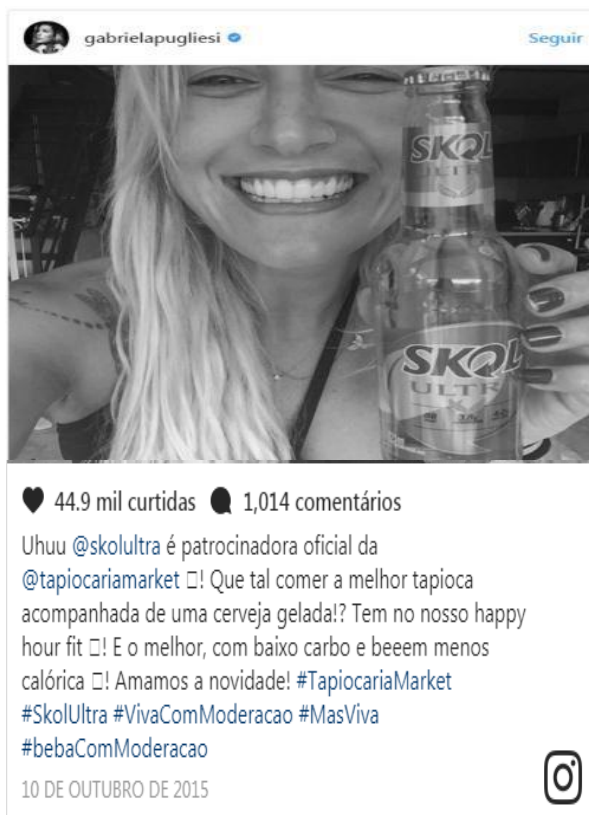 gabrielapugliesi
Seguir
SKOL
ULTRA
SKOL
ULTRA
44.9 mil curtidas 1,014 comentários
Uhuu @skolultra é patrocinadora oficial da
@tapiocariamarket □! Que tal comer a melhor tapioca
acompanhada de uma cerveja gelada!? Tem no nosso happy
hour fit □! E o melhor, com baixo carbo e beeem menos
calórica □! Amamos a novidade! #TapiocariaMarket
#SkolUltra #VivaComModeracao #MasViva
#bebaComModeracao
10 DE OUTUBRO DE 2015